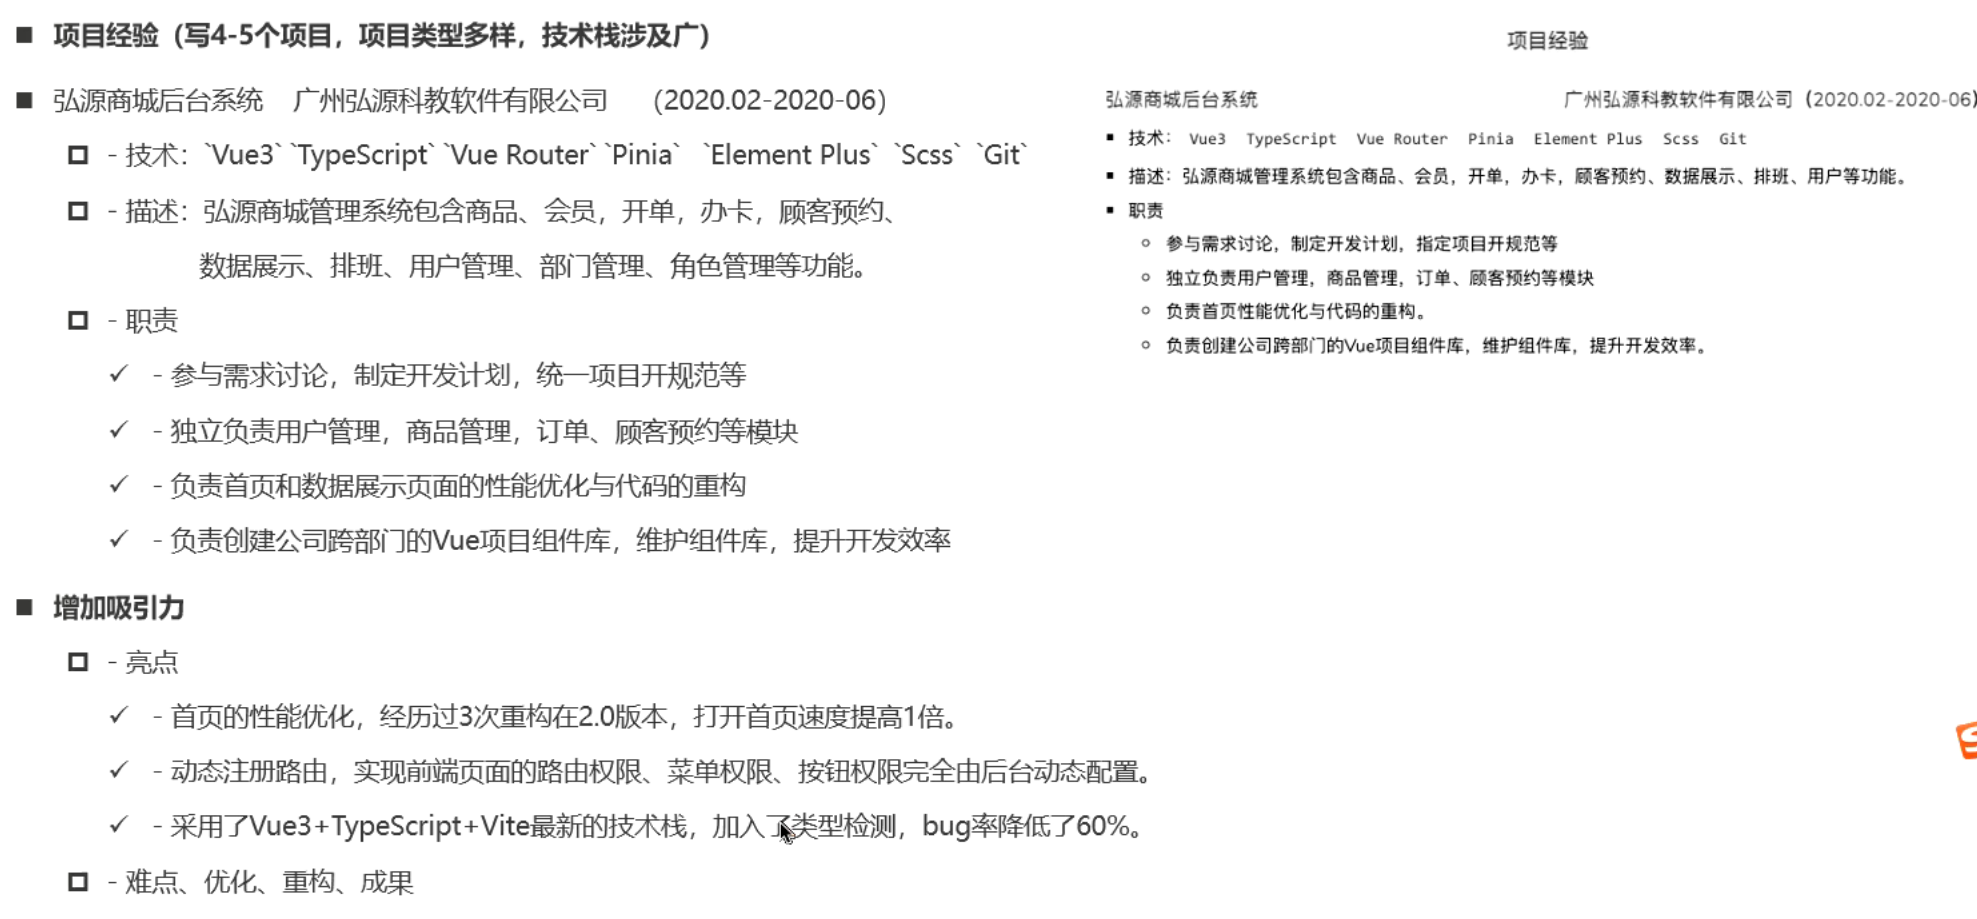 项目经验（写4-5个项目，项目类型多样，技术栈涉及广）
弘源商城后台系统 广州弘源科教软件有限公司 (2020.02-2020-06)
- 技术：`Vue3` `TypeScript` `Vue Router` `Pinia` `Element Plus` `Scss` `Git`
- 描述：弘源商城管理系统包含商品、会员，开单，办卡，顾客预约、
数据展示、排班、用户管理、部门管理、角色管理等功能。
- 职责
- 参与需求讨论，制定开发计划，统一项目开规范等
- 独立负责用户管理，商品管理，订单、顾客预约等模块
- 负责首页和数据展示页面的性能优化与代码的重构
- 负责创建公司跨部门的Vue项目组件库，维护组件库，提升开发效率
增加吸引力
- 亮点
- 首页的性能优化，经历过3次重构在2.0版本，打开首页速度提高1倍。
- 动态注册路由，实现前端页面的路由权限、菜单权限、按钮权限完全由后台动态配置。
- 采用了Vue3+TypeScript+Vite最新的技术栈，加入了类型检测，bug率降低了60%。
- 难点、优化、重构、成果
项目经验
弘源商城后台系统 广州弘源科教软件有限公司 (2020.02-2020-06)
技术： Vue3 TypeScript Vue Router Pinia Element Plus Scss Git
描述：弘源商城管理系统包含商品、会员，开单，办卡，顾客预约、数据展示、排班、用户等功能。
职责
参与需求讨论，制定开发计划，指定项目开规范等
独立负责用户管理，商品管理，订单、顾客预约等模块
负责首页性能优化与代码的重构。
负责创建公司跨部门的Vue项目组件库，维护组件库，提升开发效率。